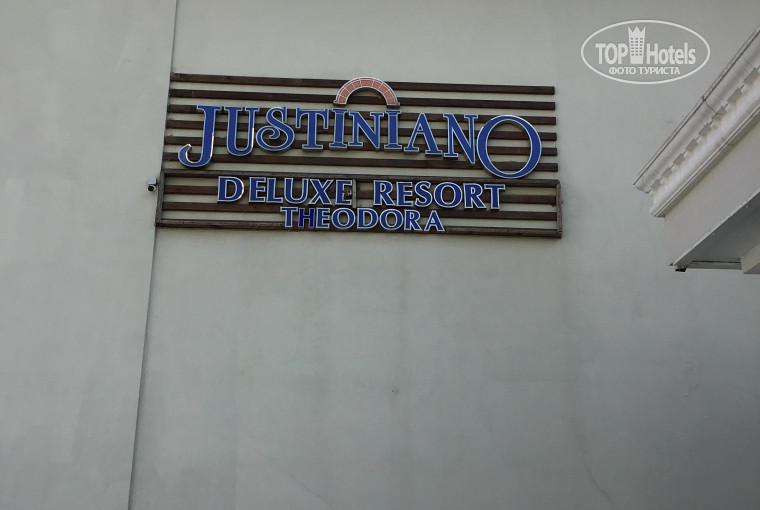 TOP Hotels
ФОТО ТУРИСТА
JUSTINIANO
DELUXE RESORT
THEODORA